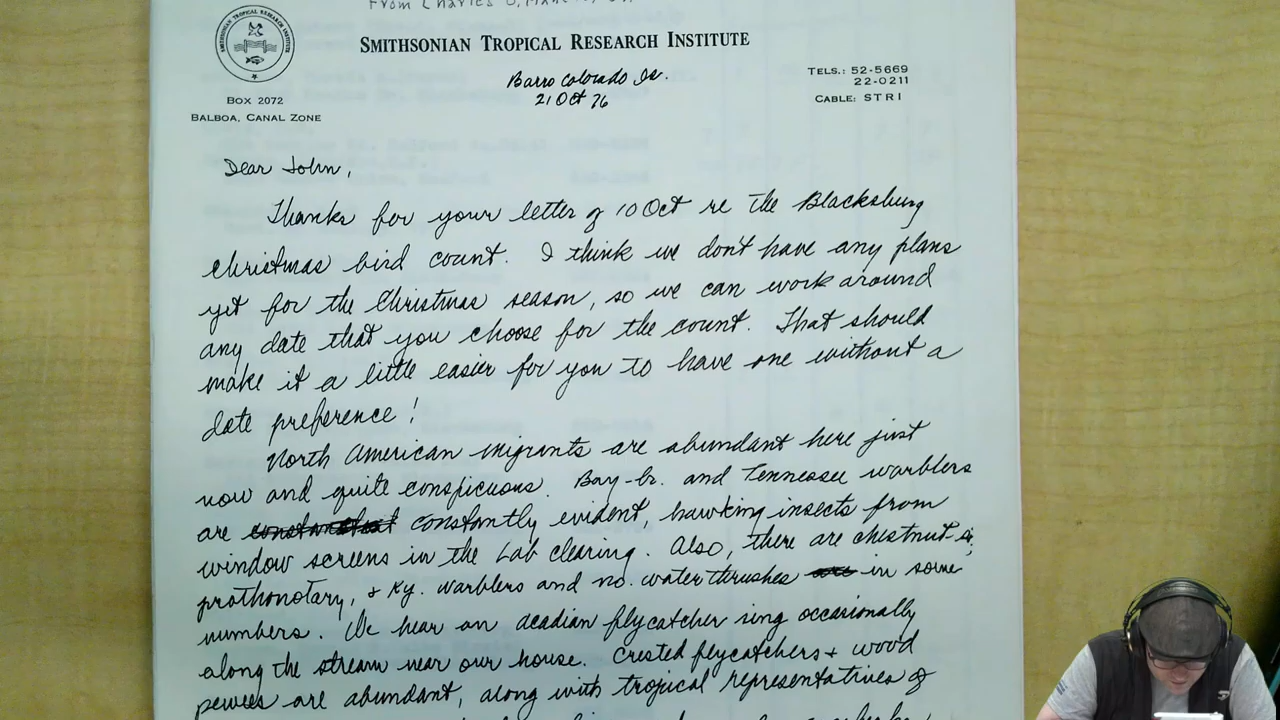 From Charles
SMITHSONIAN TROPICAL RESEARCH INSTITUTE
SMITHSONIAN TROPICAL RESEARCH INSTITUTE
Barro Colorado Is.
21 Oct 76
TELS.: 52-5669
22-0211
CABLE: STRI
BOX 2072
BALBOA, CANAL ZONE
Dear John,
Thanks for your letter of 10 Oct re the Blacksburg
Christmas bird count. I think we don't have any plans
yet for the Christmas season, so we can work around
any date that you choose for the count. That should
make it a little easier for you to have one without a
date preference!
North American migrants are abundant here just
now and quite conspicuous. Bay-br. and Tennessee warblers
are constantly evident, hawking insects from
window screens in the Lab clearing. Also, there are chestnut-s.,
prothonotary, + Ky. warblers and no. waterthrushes are in some
numbers. We hear an acadian flycatcher sing occasionally
along the stream near our house. Crested flycatchers + wood
pewees are abundant, along with tropical representatives of